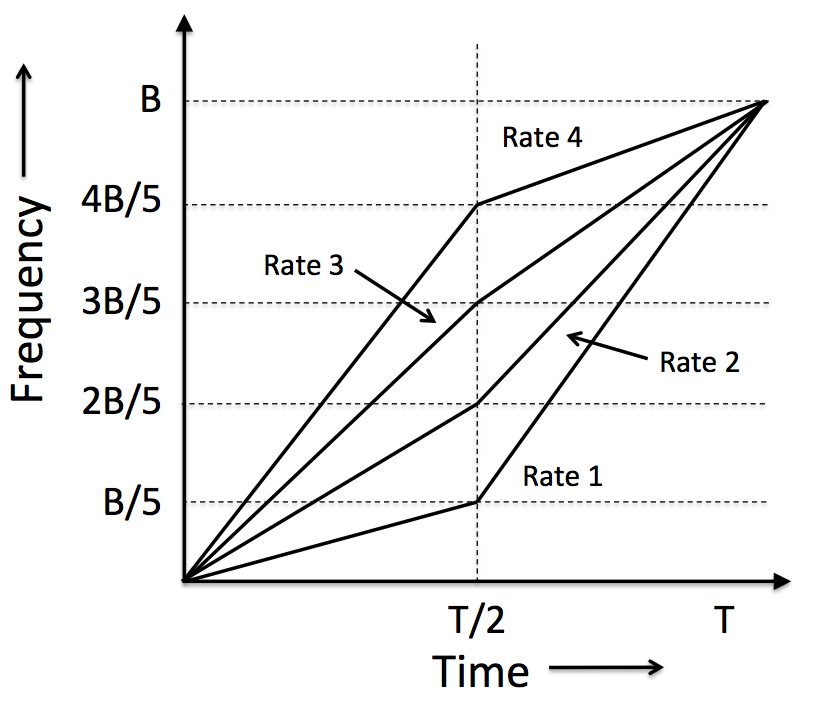 B
Rate 4
4B/5
Rate 3
3B/5
Rate 2
2B/5
Rate 1
B/5
Frequency
T/2
T
Time